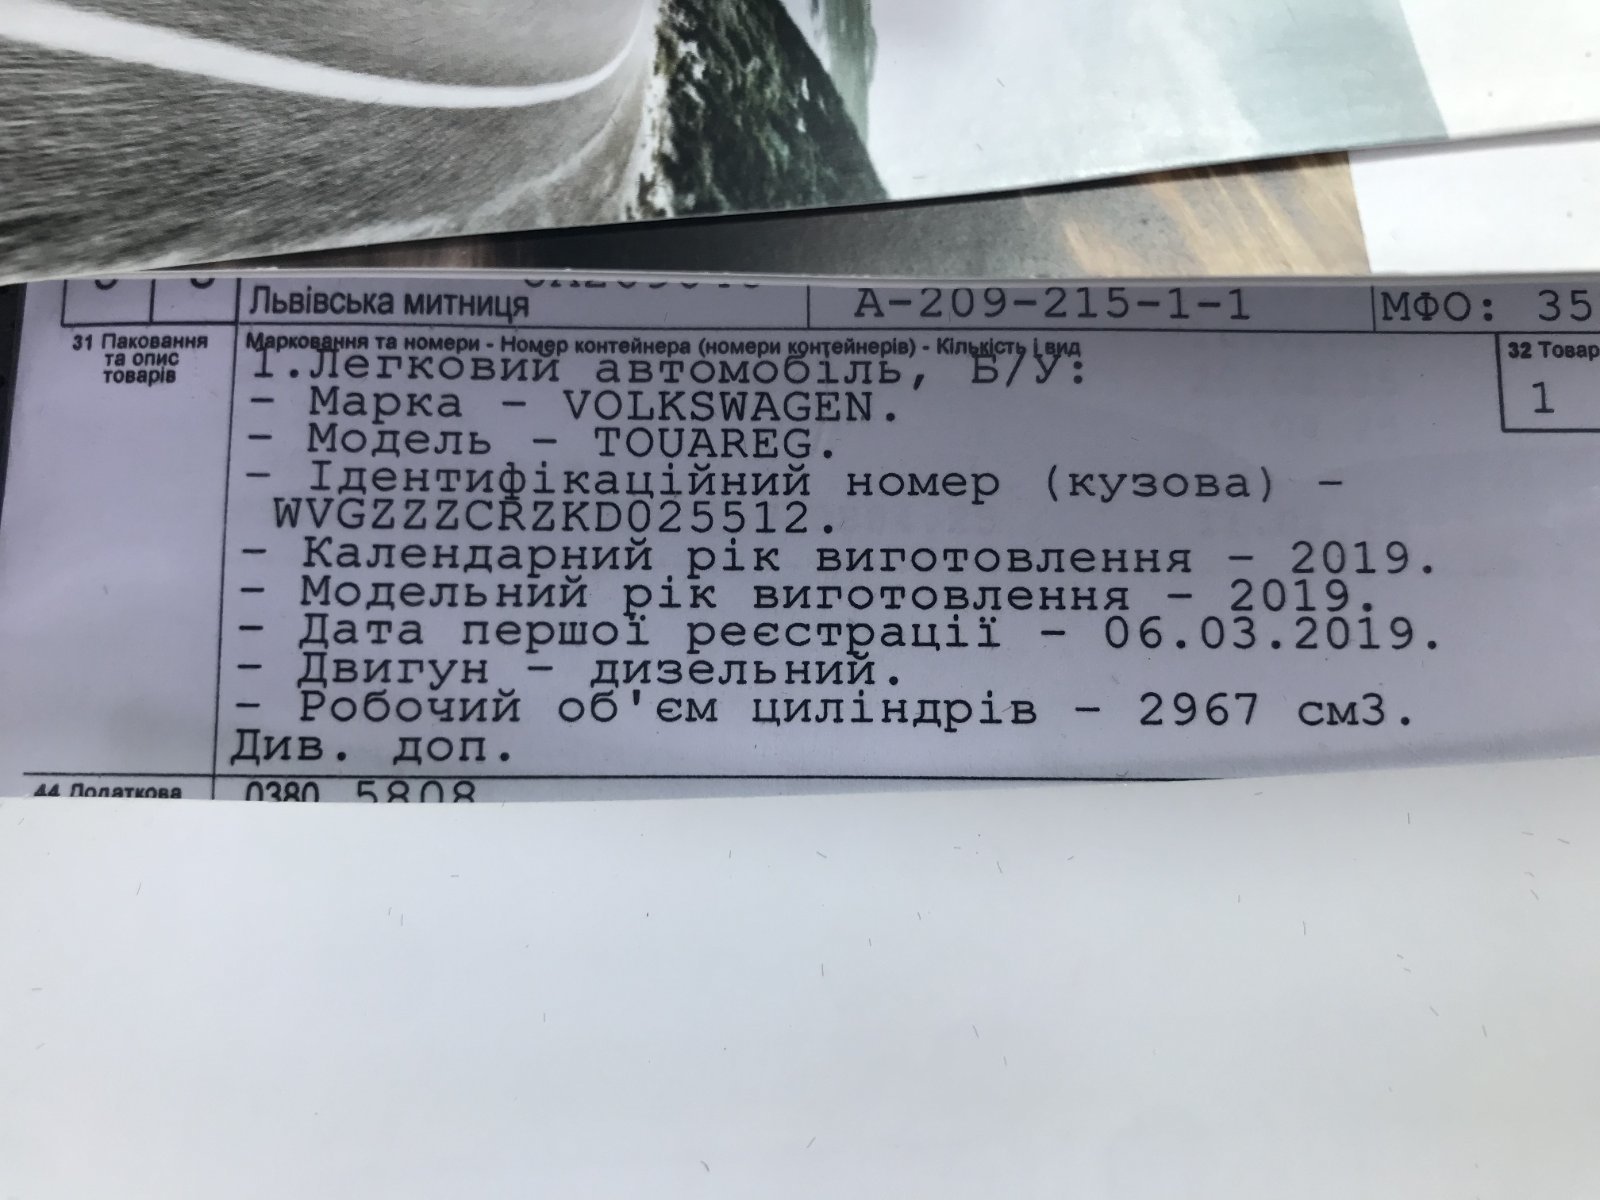 Львівська митниця
А-209-215-1-1
МФО: 35
31 Паковання та опис товарів
Марковання та номери - Номер контейнера (номери контейнерів) - Кількість і вид
32 Товар
1
1.Легковий автомобіль, Б/У:
- Марка - VOLKSWAGEN.
- Модель - TOUAREG.
- Ідентифікаційний номер (кузова) -
WVGZZZCRZKD025512.
- Календарний рік виготовлення - 2019.
- Модельний рік виготовлення - 2019.
- Дата першої реєстрації - 06.03.2019.
- Двигун - дизельний.
- Робочий об'єм циліндрів - 2967 см3.
Див. доп.
44 Додаткова
0380 5808